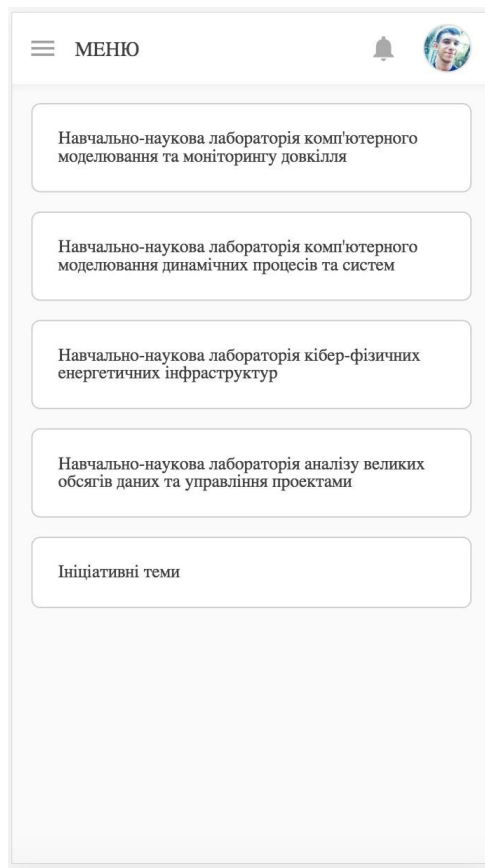 МЕНЮ
Навчально-наукова лабораторія комп'ютерного
моделювання та моніторингу довкілля
Навчально-наукова лабораторія комп'ютерного
моделювання динамічних процесів та систем
Навчально-наукова лабораторія кібер-фізичних
енергетичних інфраструктур
Навчально-наукова лабораторія аналізу великих
обсягів даних та управління проектами
Ініціативні теми